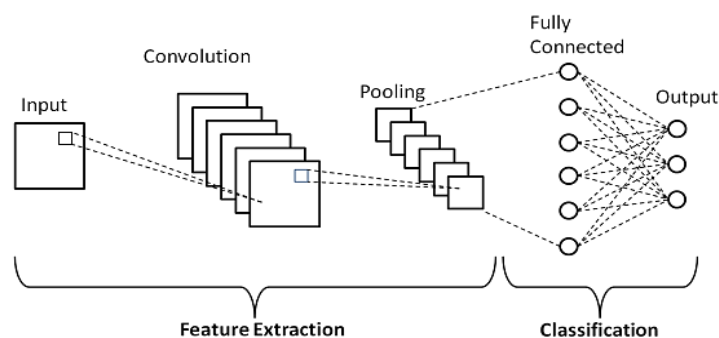 Input
Convolution
Pooling
Fully
Connected
Output
Feature Extraction
Classification